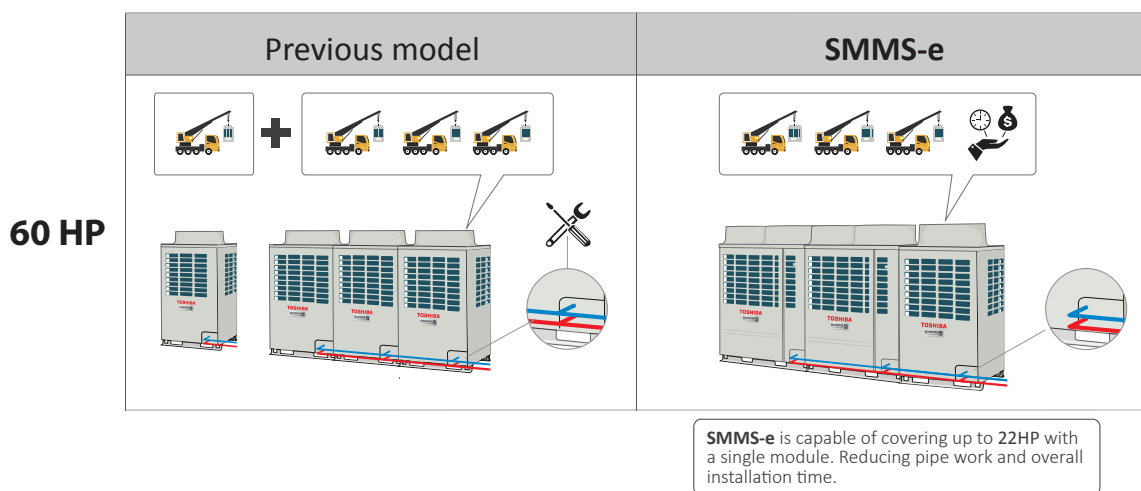 Previous model
SMMS-e
60 HP
TOSHIBA
TOSHIBA
TOSHIBA
TOSHIBA
TOSHIBA
TOSHIBA
TOSHIBA
SMMS-e is capable of covering up to 22HP with
a single module. Reducing pipe work and overall
installation time.